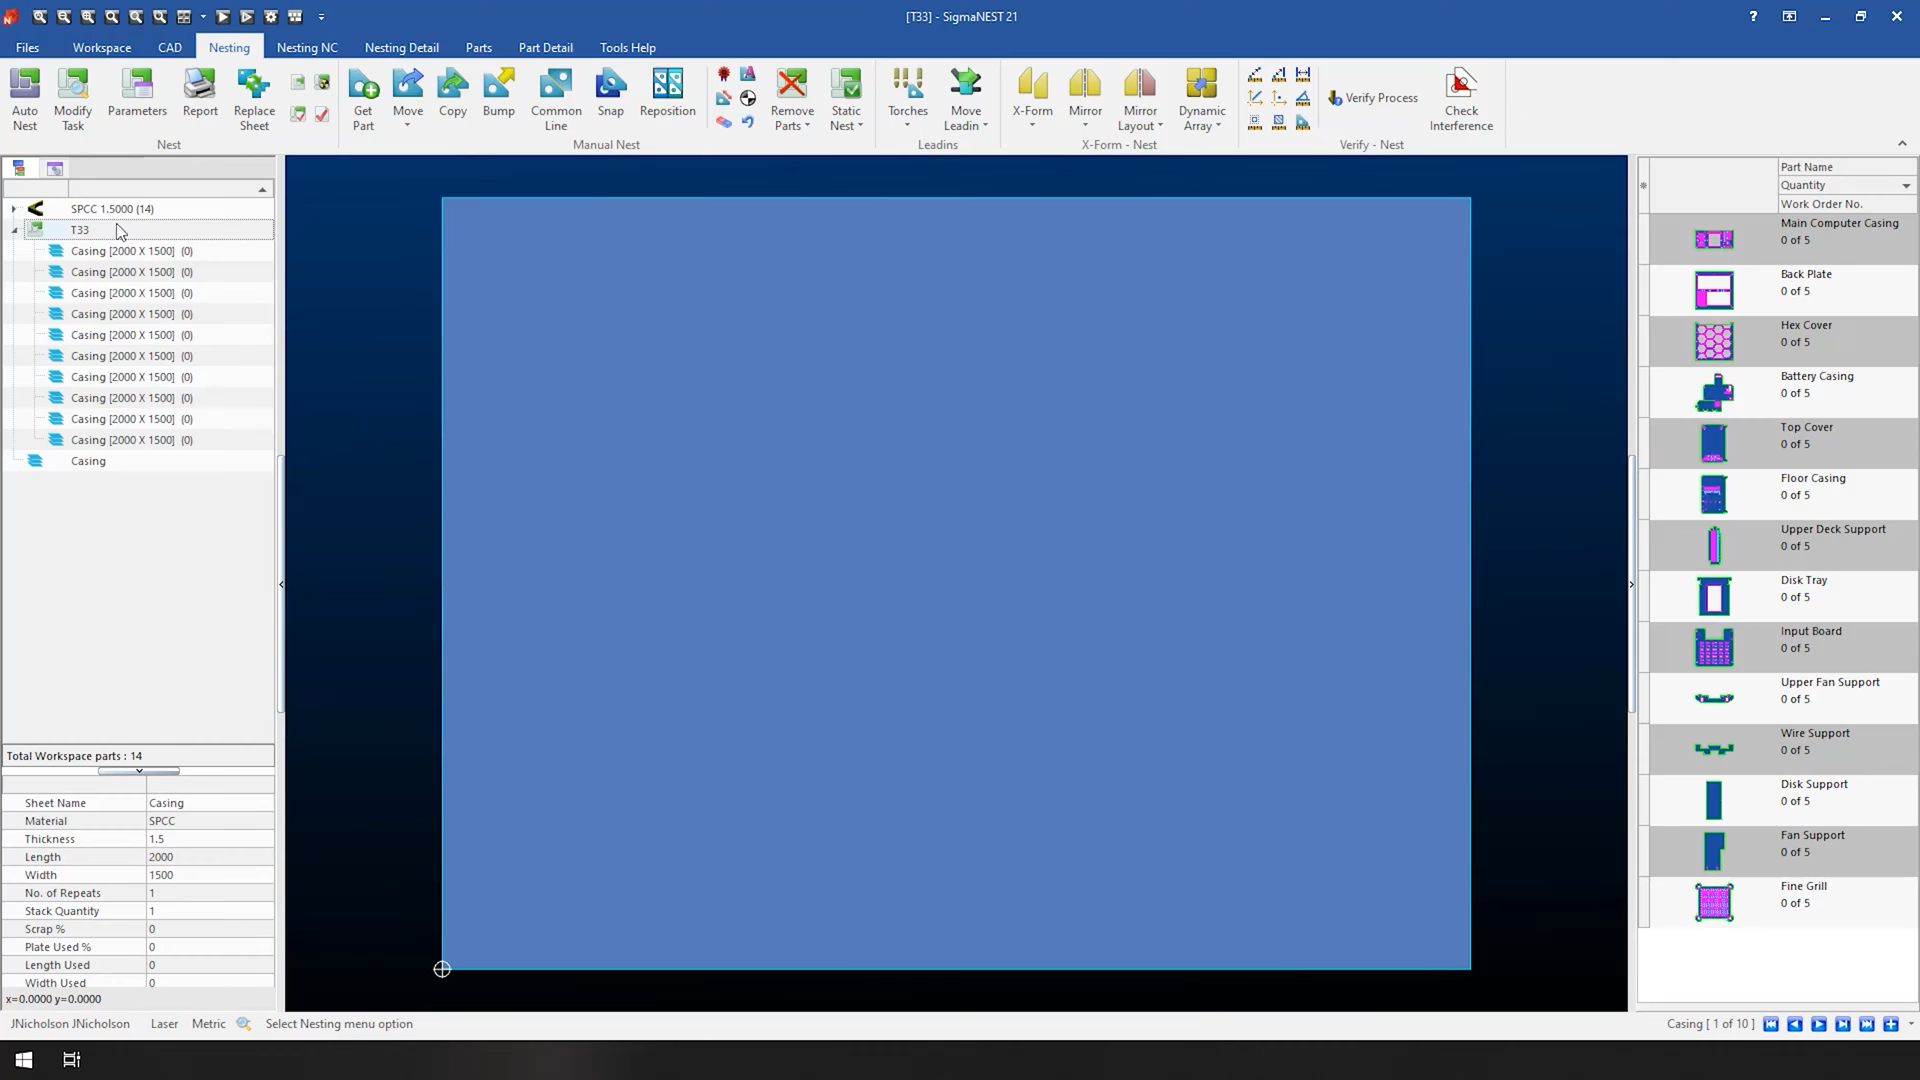 [T33] - SigmaNEST 21
?
Files
Workspace
CAD
Nesting
Nesting NC
Nesting Detail
Parts
Part Detail
Tools Help
Auto Nest
Modify Task
Parameters
Report
Replace Sheet
Get Part
Move
Copy
Bump
Common Line
Snap
Reposition
Remove Parts
Static Nest
Torches
Move Leadin
X-Form
Mirror
Mirror Layout
Dynamic Array
Verify Process
Check Interference
Nest
Manual Nest
Leadins
X-Form - Nest
Verify - Nest
SPCC 1.5000 (14)
T33
Casing [2000 X 1500] (0)
Casing [2000 X 1500] (0)
Casing [2000 X 1500] (0)
Casing [2000 X 1500] (0)
Casing [2000 X 1500] (0)
Casing [2000 X 1500] (0)
Casing [2000 X 1500] (0)
Casing [2000 X 1500] (0)
Casing [2000 X 1500] (0)
Casing [2000 X 1500] (0)
Casing
Total Workspace parts : 14
Sheet Name Casing
Material SPCC
Thickness 1.5
Length 2000
Width 1500
No. of Repeats 1
Stack Quantity 1
Scrap % 0
Plate Used % 0
Length Used 0
Width Used 0
x=0.0000 y=0.0000
Part Name
Quantity
Work Order No.
Main Computer Casing
0 of 5
Back Plate
0 of 5
Hex Cover
0 of 5
Battery Casing
0 of 5
Top Cover
0 of 5
Floor Casing
0 of 5
Upper Deck Support
0 of 5
Disk Tray
0 of 5
Input Board
0 of 5
Upper Fan Support
0 of 5
Wire Support
0 of 5
Disk Support
0 of 5
Fan Support
0 of 5
Fine Grill
0 of 5
JNicholson JNicholson Laser Metric Select Nesting menu option
Casing [ 1 of 10 ]